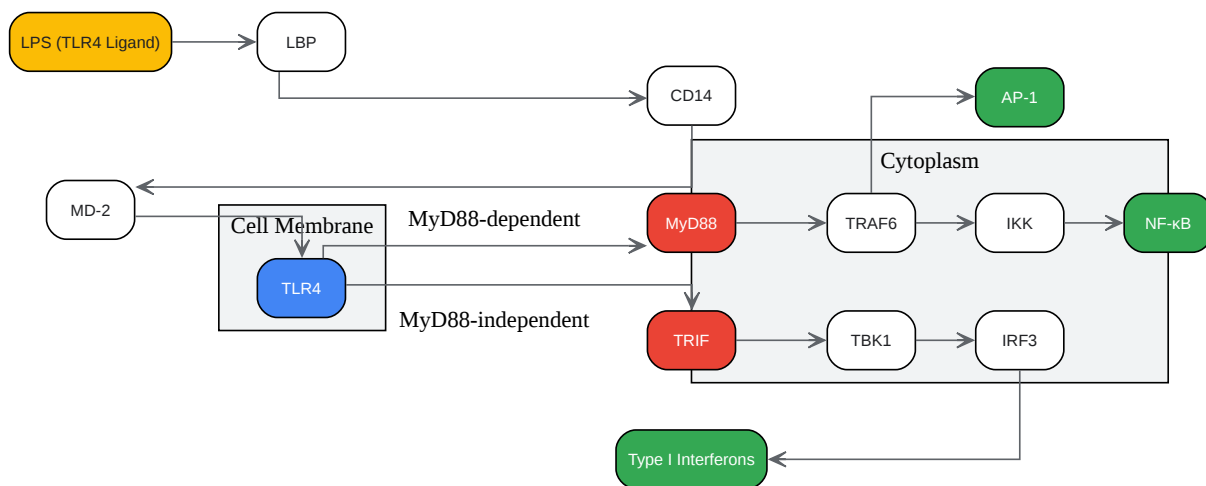 LPS (TLR4 Ligand)
LBP
CD14
AP-1
Cytoplasm
MD-2
Cell Membrane
MyD88-dependent
MyD88
TRAF6
IKK
NF-κB
TLR4
MyD88-independent
TRIF
TBK1
IRF3
Type I Interferons